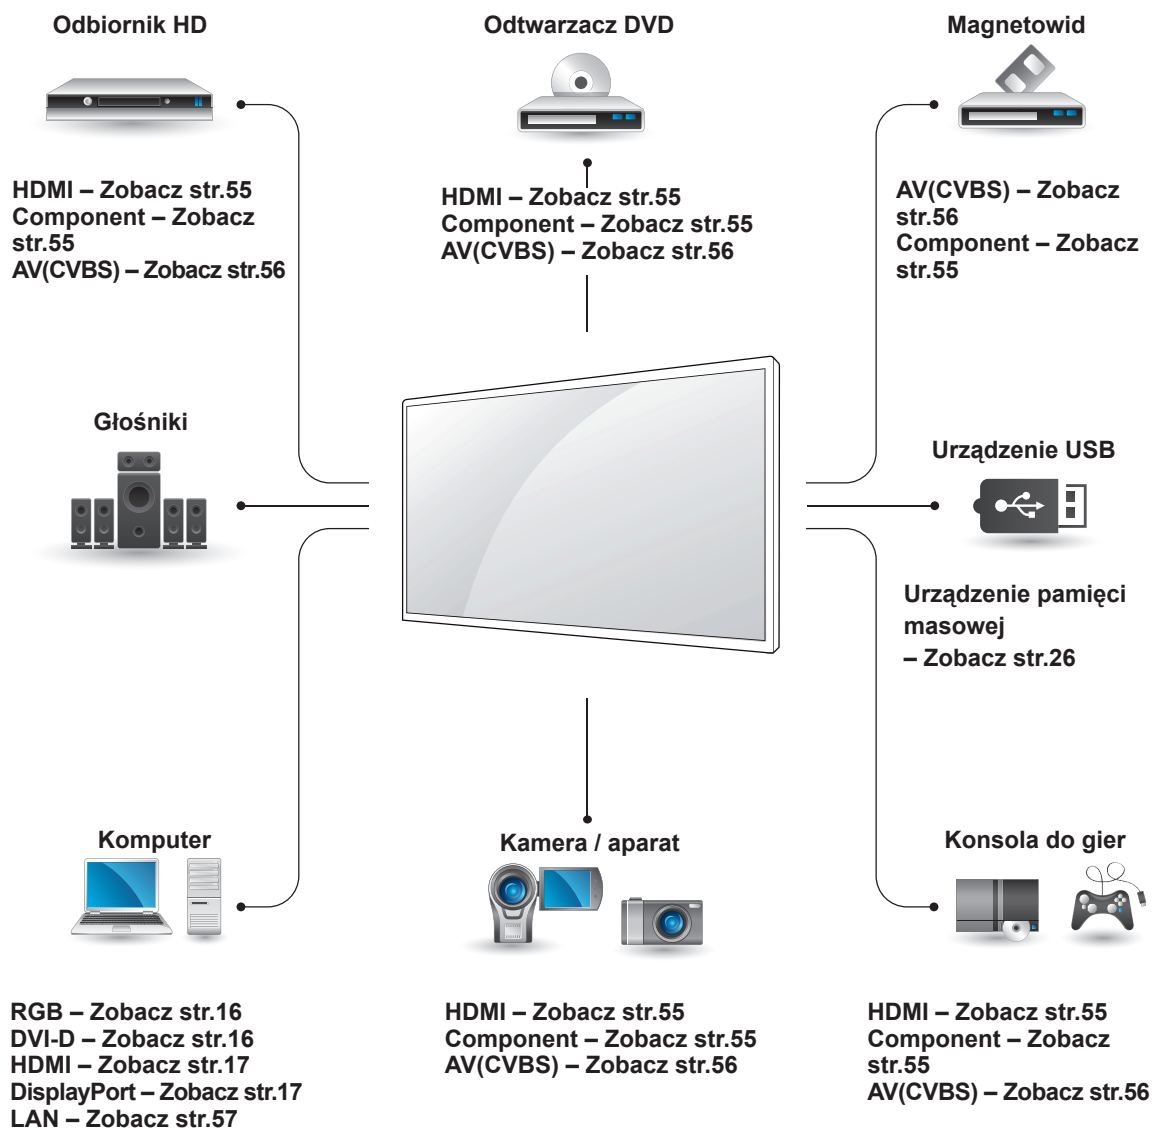 Odbiornik HD
HDMI – Zobacz str.55
Component – Zobacz
str.55
AV(CVBS) – Zobacz str.56
Odtwarzacz DVD
HDMI – Zobacz str.55
Component – Zobacz str.55
AV(CVBS) – Zobacz str.56
Magnetowid
AV(CVBS) – Zobacz
str.56
Component – Zobacz
str.55
Głośniki
Urządzenie USB
Urządzenie pamięci
masowej
– Zobacz str.26
Komputer
RGB – Zobacz str.16
DVI-D – Zobacz str.16
HDMI – Zobacz str.17
DisplayPort – Zobacz str.17
LAN – Zobacz str.57
Kamera / aparat
HDMI – Zobacz str.55
Component – Zobacz str.55
AV(CVBS) – Zobacz str.56
Konsola do gier
HDMI – Zobacz str.55
Component – Zobacz
str.55
AV(CVBS) – Zobacz str.56